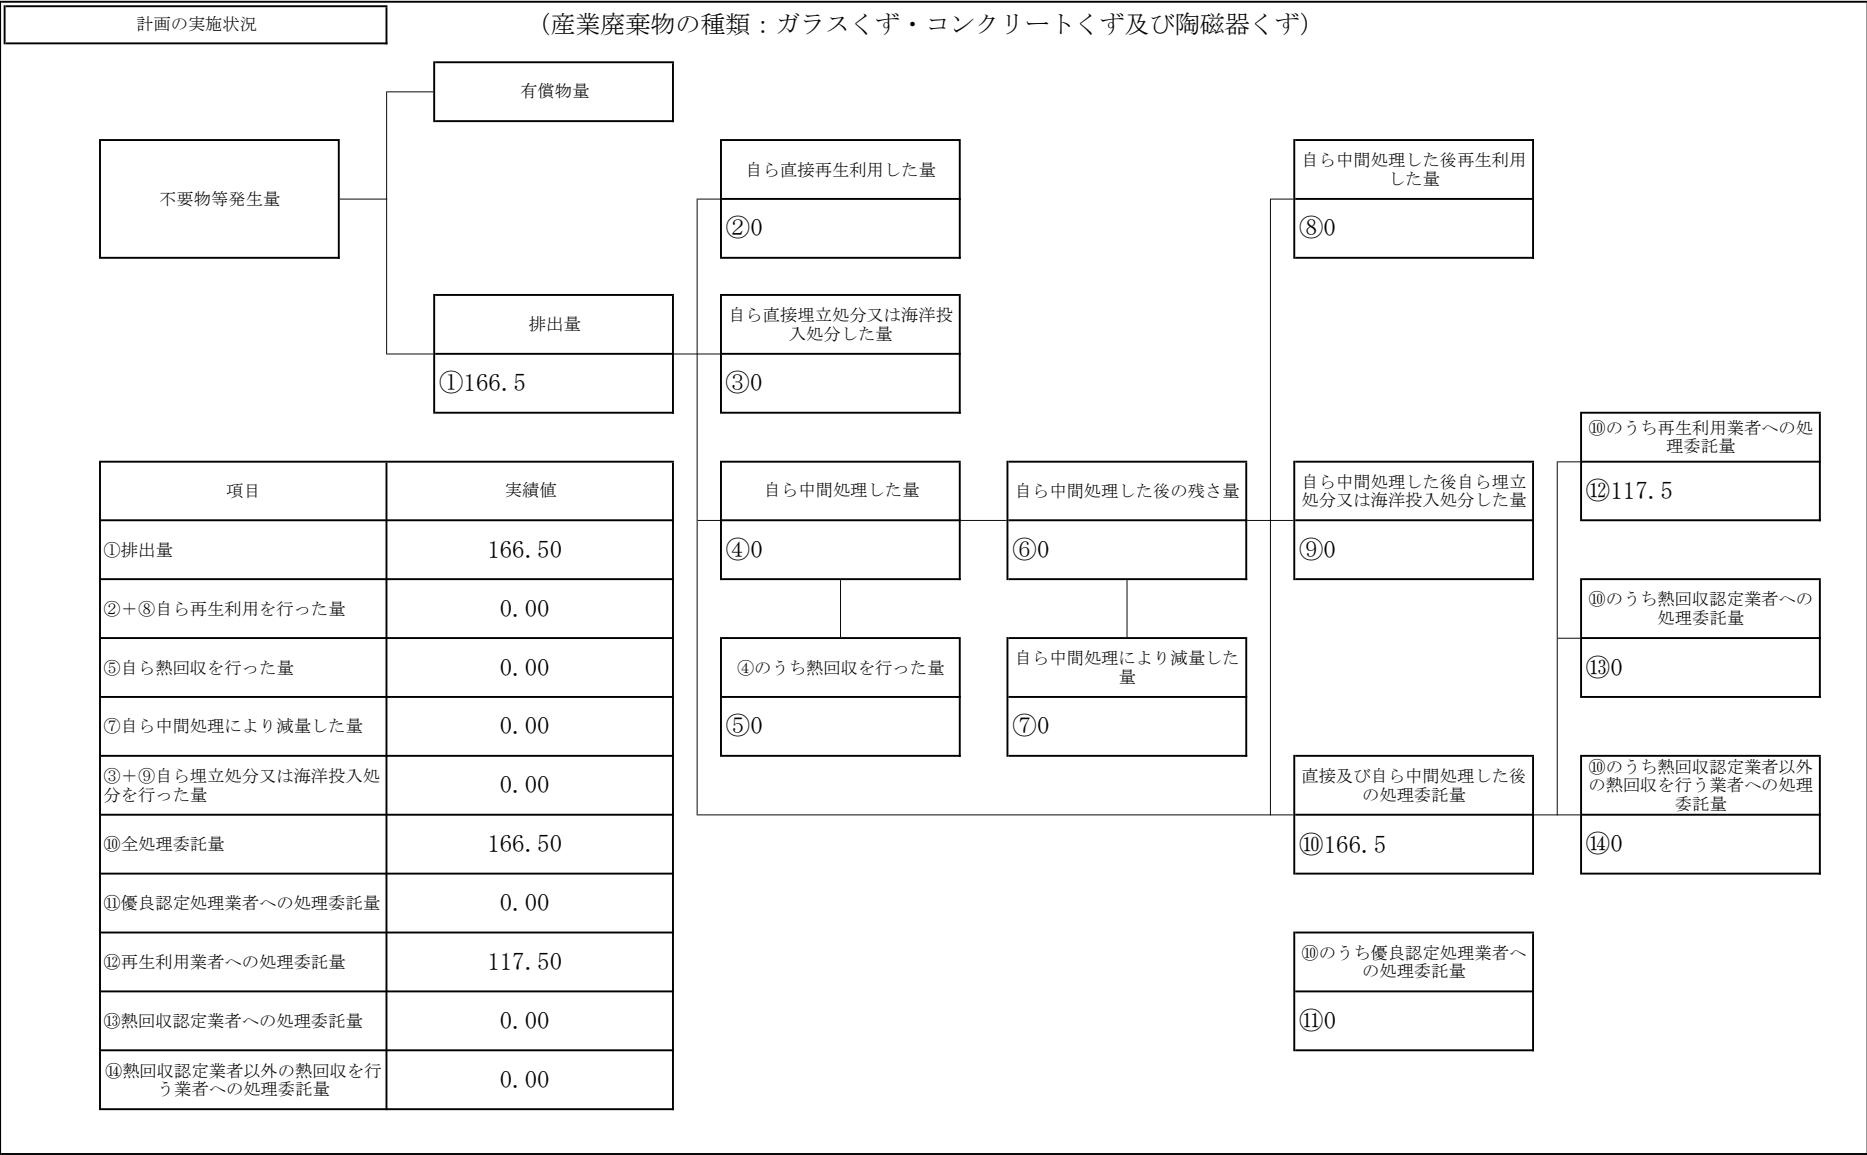 計画の実施状況
（産業廃棄物の種類：ガラスくず・コンクリートくず及び陶磁器くず）
有償物量
不要物等発生量
排出量
①166.5
自ら直接再生利用した量
②0
自ら直接埋立処分又は海洋投
入処分した量
③0
自ら中間処理した量
④0
④のうち熱回収を行った量
⑤0
自ら中間処理した後の残さ量
⑥0
自ら中間処理により減量した
量
⑦0
自ら中間処理した後再生利用
した量
⑧0
自ら中間処理した後自ら埋立
処分又は海洋投入処分した量
⑨0
直接及び自ら中間処理した後
の処理委託量
⑩166.5
⑩のうち優良認定処理業者へ
の処理委託量
⑪0
⑩のうち再生利用業者への処
理委託量
⑫117.5
⑩のうち熱回収認定業者への
処理委託量
⑬0
⑩のうち熱回収認定業者以外
の熱回収を行う業者への処理
委託量
⑭0
項目 実績値
①排出量 166.50
②＋⑧自ら再生利用を行った量 0.00
⑤自ら熱回収を行った量 0.00
⑦自ら中間処理により減量した量 0.00
③＋⑨自ら埋立処分又は海洋投入処
分を行った量 0.00
⑩全処理委託量 166.50
⑪優良認定処理業者への処理委託量 0.00
⑫再生利用業者への処理委託量 117.50
⑬熱回収認定業者への処理委託量 0.00
⑭熱回収認定業者以外の熱回収を行
う業者への処理委託量 0.00